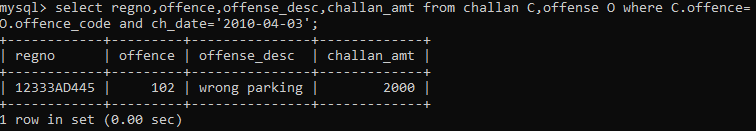 mysql> select regno,offence,offense_desc,challan_amt from challan C,offense O where C.offence=
O.offence_code and ch_date='2010-04-03';
+------------+---------+---------------+-------------+
| regno      | offence | offense_desc  | challan_amt |
+------------+---------+---------------+-------------+
| 12333AD445 |     102 | wrong parking |        2000 |
+------------+---------+---------------+-------------+
1 row in set (0.00 sec)